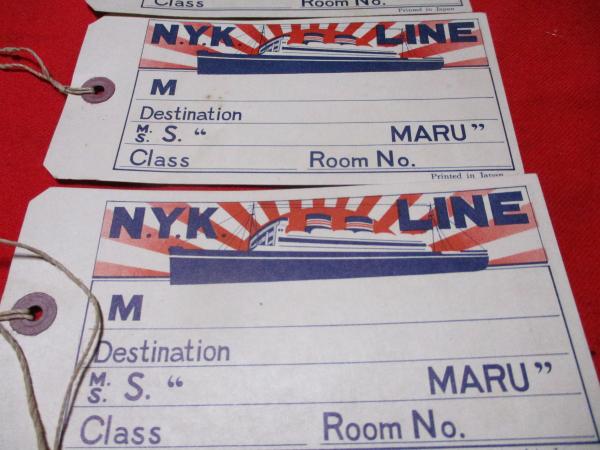 Class Room No.
Printed in Japan
N.Y.K. LINE
M
Destination
M. S. S. “ MARU”
Class Room No.
Printed in Japan
N.Y.K. LINE
M
Destination
M. S. S. “ MARU”
Class Room No.